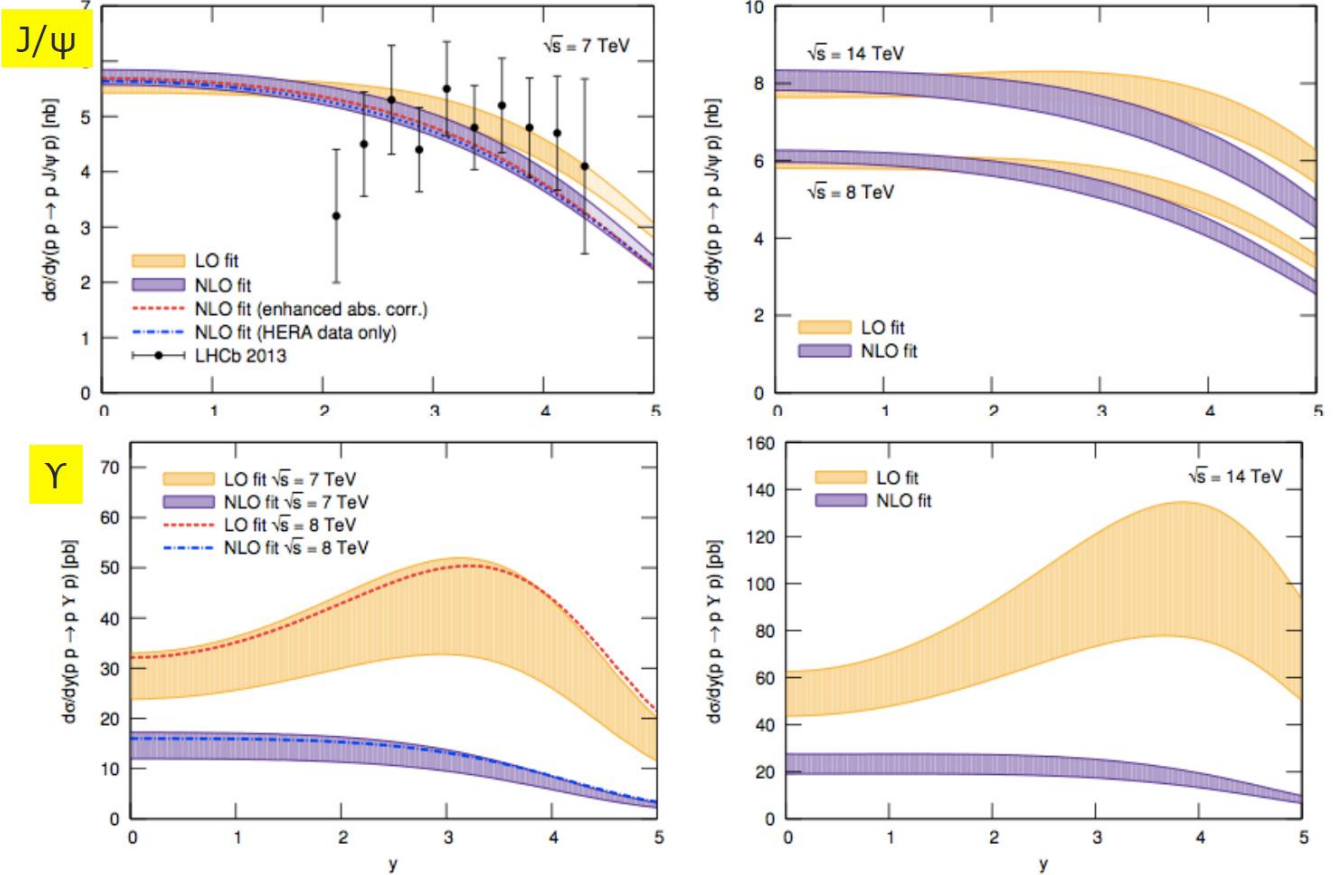 J/ψ
dσ/dy(p p → p J/ψ p) [nb]
7
5
4
3
2
1
0
√s = 7 TeV
LO fit
NLO fit
NLO fit (enhanced abs. corr.)
NLO fit (HERA data only)
LHCb 2013
0 1 2 3 4 5
dσ/dy(p p → p J/ψ p) [nb]
10
8
6
4
2
0
√s = 14 TeV
√s = 8 TeV
LO fit
NLO fit
0 1 2 3 4 5
ϒ
dσ/dy(p p → p ϒ p) [pb]
70
60
50
40
30
20
10
0
LO fit √s = 7 TeV
NLO fit √s = 7 TeV
LO fit √s = 8 TeV
NLO fit √s = 8 TeV
0 1 2 3 4 5
y
dσ/dy(p p → p ϒ p) [pb]
160
140
120
100
80
60
40
20
0
LO fit
NLO fit
√s = 14 TeV
0 1 2 3 4 5
y